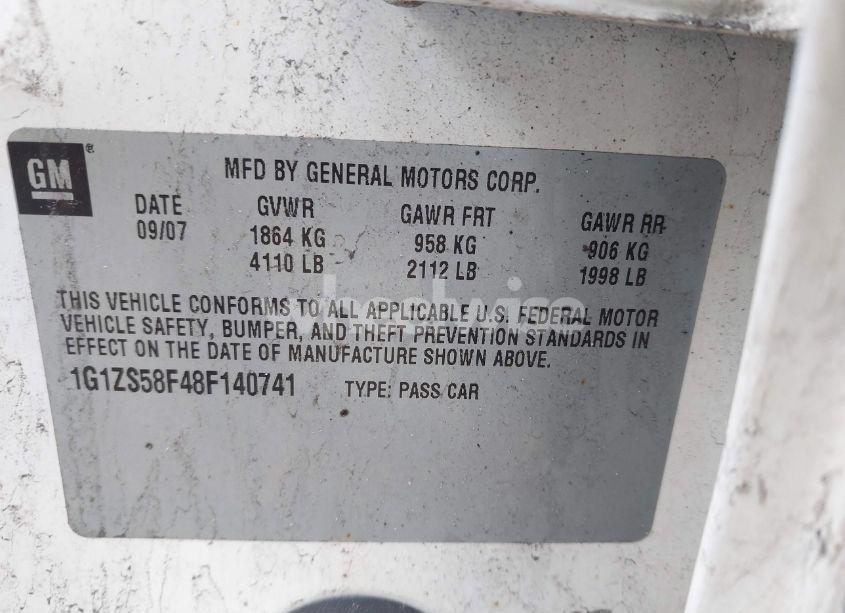 GM ®
MFD BY GENERAL MOTORS CORP.
DATE GVWR GAWR FRT GAWR RR
09/07 1864 KG 958 KG 906 KG
4110 LB 2112 LB 1998 LB
THIS VEHICLE CONFORMS TO ALL APPLICABLE U.S. FEDERAL MOTOR
VEHICLE SAFETY, BUMPER, AND THEFT PREVENTION STANDARDS IN
EFFECT ON THE DATE OF MANUFACTURE SHOWN ABOVE.
1G1ZS58F48F140741 TYPE: PASS CAR